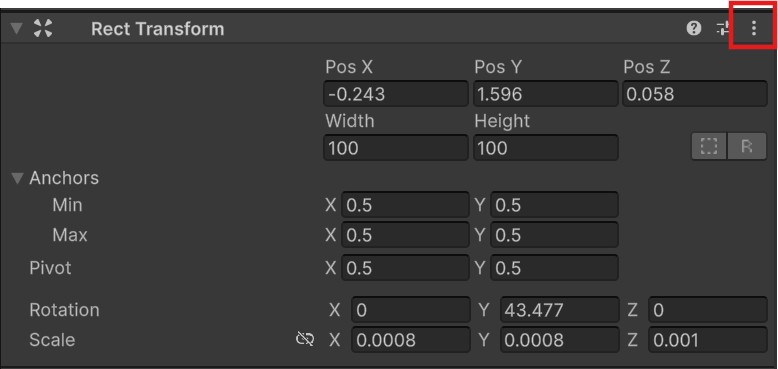 Rect Transform
Pos X Pos Y Pos Z
-0.243 1.596 0.058
Width Height
100 100 R
Anchors
Min X 0.5 Y 0.5
Max X 0.5 Y 0.5
Pivot X 0.5 Y 0.5
Rotation X 0 Y 43.477 Z 0
Scale X 0.0008 Y 0.0008 Z 0.001